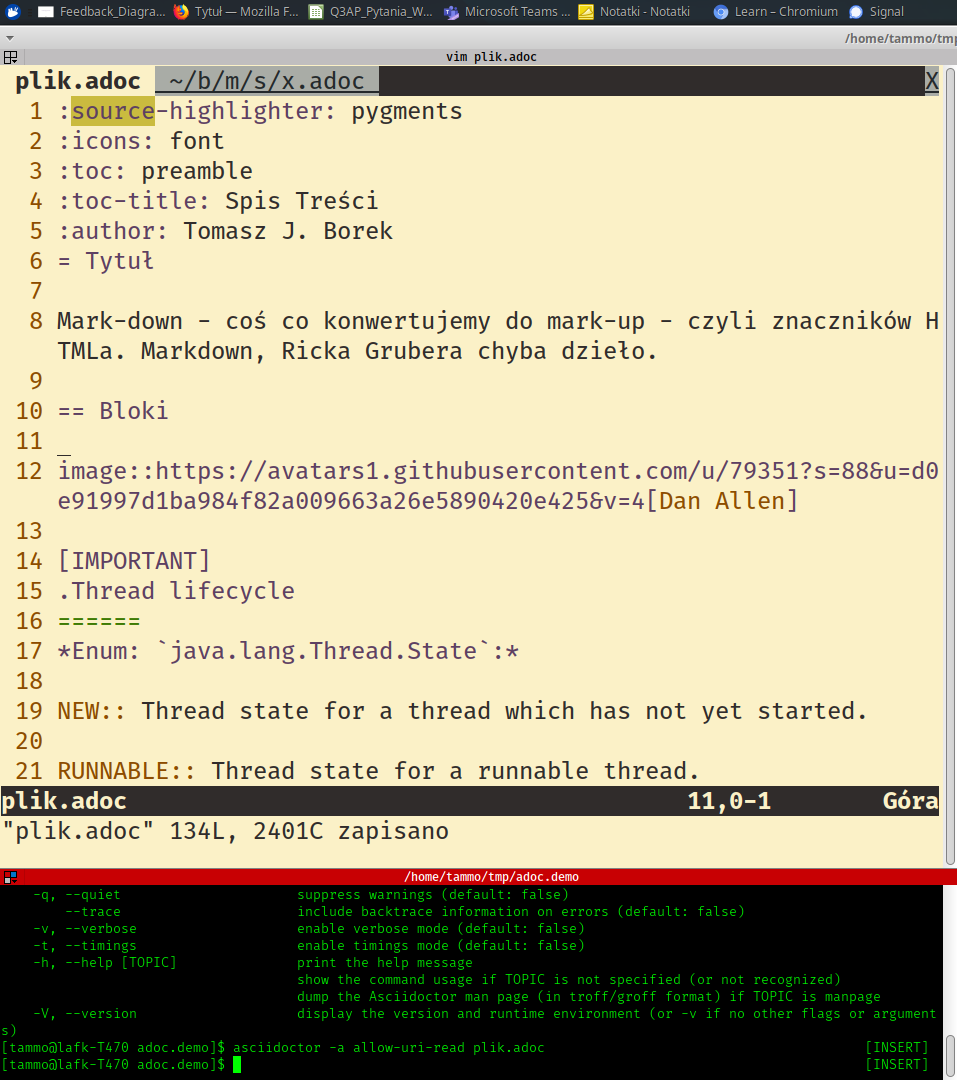 Feedback_Diagra... Tytuł — Mozilla F... Q3AP_Pytania_W... Microsoft Teams ... Notatki - Notatki Learn – Chromium Signal
/home/tammo/tmp
vim plik.adoc
plik.adoc ~/b/m/s/x.adoc X
1 :source-highlighter: pygments
2 :icons: font
3 :toc: preamble
4 :toc-title: Spis Treści
5 :author: Tomasz J. Borek
6 = Tytuł
7
8 Mark-down - coś co konwertujemy do mark-up - czyli znaczników H
TMLa. Markdown, Ricka Grubera chyba dzieło.
9
10 == Bloki
11 _
12 image::https://avatars1.githubusercontent.com/u/79351?s=88&u=d0
e91997d1ba984f82a009663a26e5890420e425&v=4[Dan Allen]
13
14 [IMPORTANT]
15 .Thread lifecycle
16 ======
17 *Enum: `java.lang.Thread.State`:*
18
19 NEW:: Thread state for a thread which has not yet started.
20
21 RUNNABLE:: Thread state for a runnable thread.
plik.adoc 11,0-1 Góra
"plik.adoc" 134L, 2401C zapisano
/home/tammo/tmp/adoc.demo
-q, --quiet suppress warnings (default: false)
--trace include backtrace information on errors (default: false)
-v, --verbose enable verbose mode (default: false)
-t, --timings enable timings mode (default: false)
-h, --help [TOPIC] print the help message
show the command usage if TOPIC is not specified (or not recognized)
dump the Asciidoctor man page (in troff/groff format) if TOPIC is manpage
-V, --version display the version and runtime environment (or -v if no other flags or argument
s)
[tammo@lafk-T470 adoc.demo]$ asciidoctor -a allow-uri-read plik.adoc [INSERT]
[tammo@lafk-T470 adoc.demo]$ [INSERT]